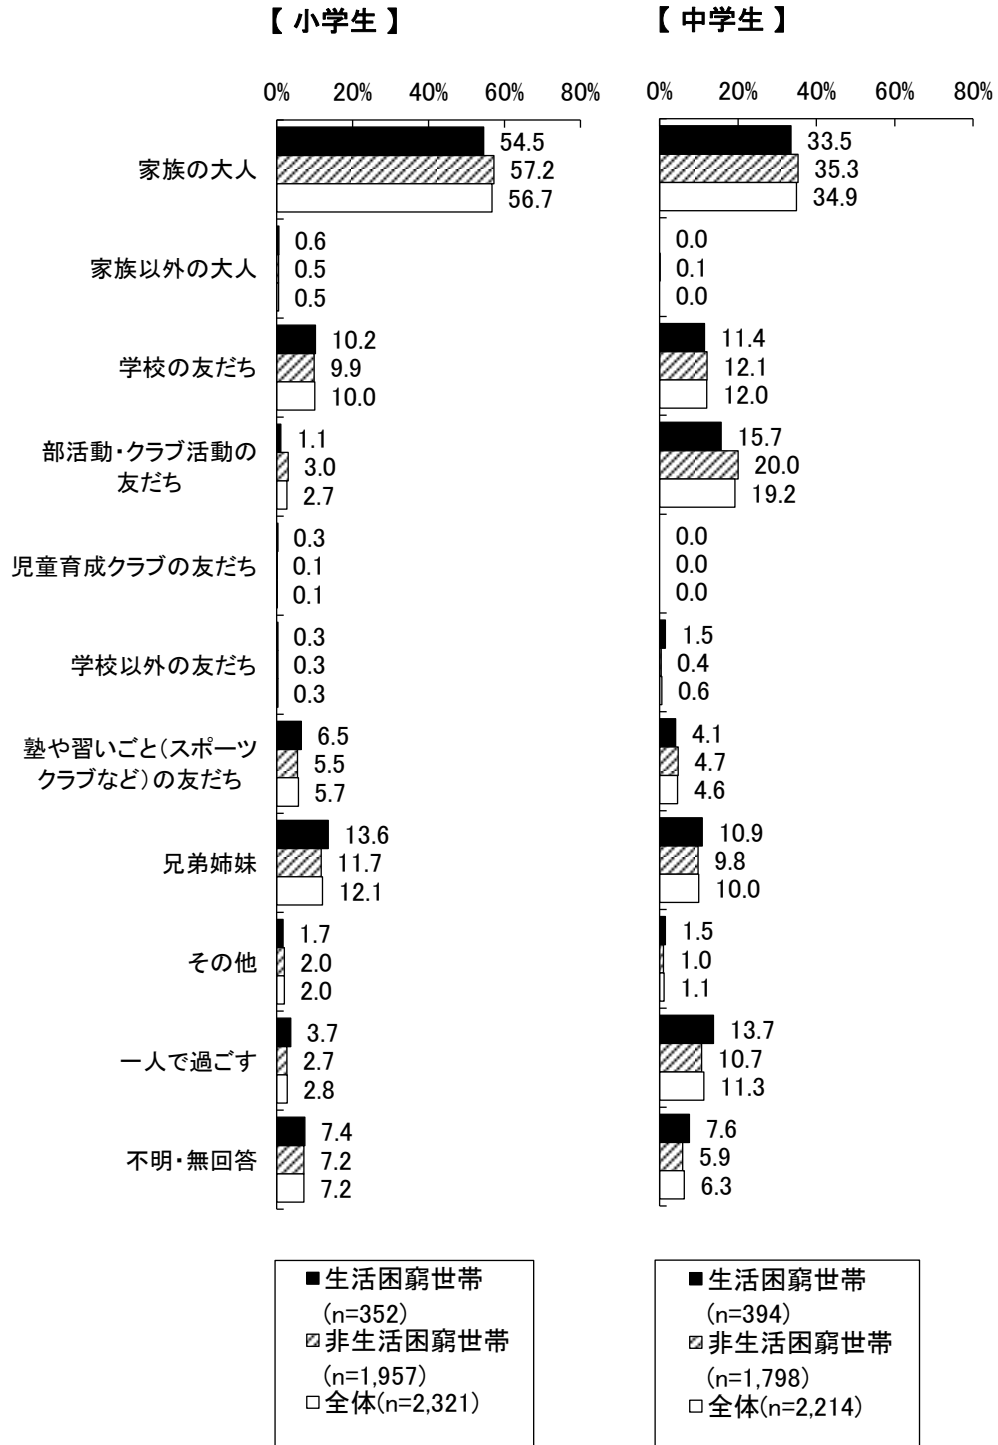 【 小学生 】
0% 20% 40% 60% 80%
家族の大人
54.5
57.2
56.7
家族以外の大人
0.6
0.5
0.5
学校の友だち
10.2
9.9
10.0
部活動・クラブ活動の
友だち
1.1
3.0
2.7
児童育成クラブの友だち
0.3
0.1
0.1
学校以外の友だち
0.3
0.3
0.3
塾や習いごと(スポーツ
クラブなど)の友だち
6.5
5.5
5.7
兄弟姉妹
13.6
11.7
12.1
その他
1.7
2.0
2.0
一人で過ごす
3.7
2.7
2.8
不明・無回答
7.4
7.2
7.2
生活困窮世帯
(n=352)
非生活困窮世帯
(n=1,957)
全体(n=2,321)
【 中学生 】
0% 20% 40% 60% 80%
33.5
35.3
34.9
0.0
0.1
0.0
11.4
12.1
12.0
15.7
20.0
19.2
0.0
0.0
0.0
1.5
0.4
0.6
4.1
4.7
4.6
10.9
9.8
10.0
1.5
1.0
1.1
13.7
10.7
11.3
7.6
5.9
6.3
生活困窮世帯
(n=394)
非生活困窮世帯
(n=1,798)
全体(n=2,214)